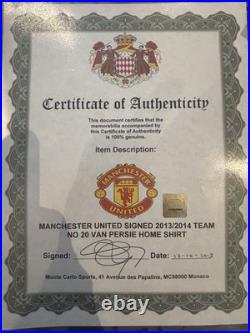 Certificate of Authenticity
This document certifies that the
memorabilia accompanied by
this Certificate of Authenticity
is 100% genuine.
Item Description:
MANCHESTER
UNITED
MANCHESTER UNITED SIGNED 2013/2014 TEAM
NO 20 VAN PERSIE HOME SHIRT
Signed: Date:
Monte Carlo Sports, 41 Avenue des Papalins, MC98000 Monaco